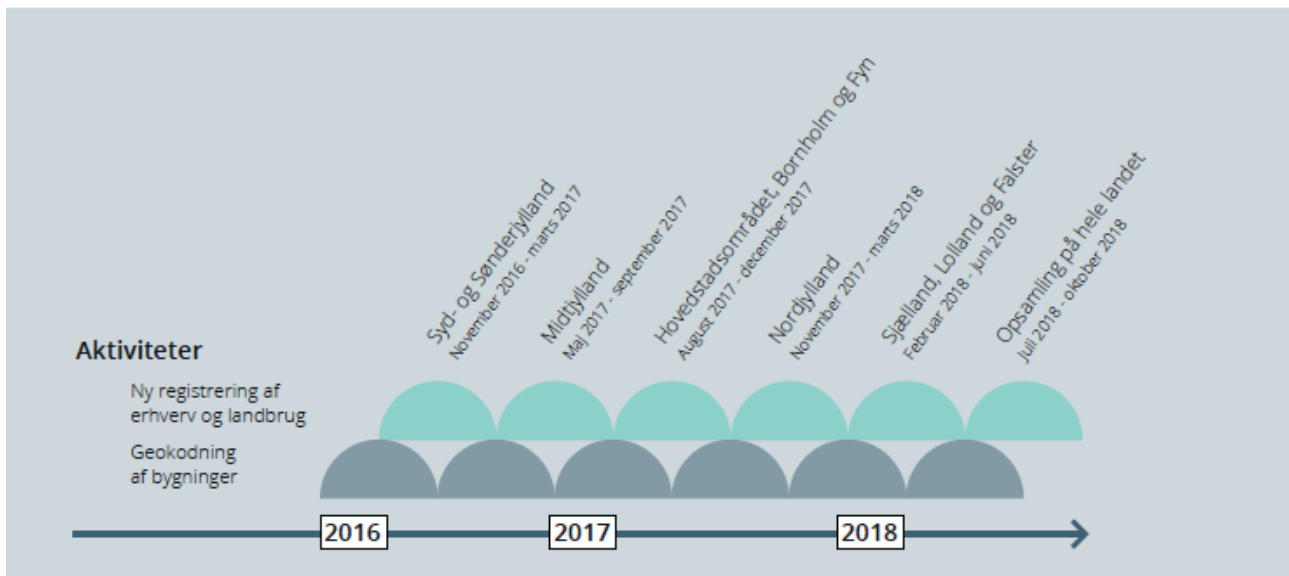 Syd- og Sønderjylland
November 2016 - marts 2017
Midtjylland
Maj 2017 - september 2017
Hovedstadsområdet, Bornholm og Fyn
August 2017 - december 2017
Nordjylland
November 2017 - marts 2018
Sjælland, Lolland og Falster
Februar 2018 - juni 2018
Opsamling på hele landet
Juli 2018 - oktober 2018
Aktiviteter
Ny registrering af
erhverv og landbrug
Geokodning
af bygninger
2016
2017
2018